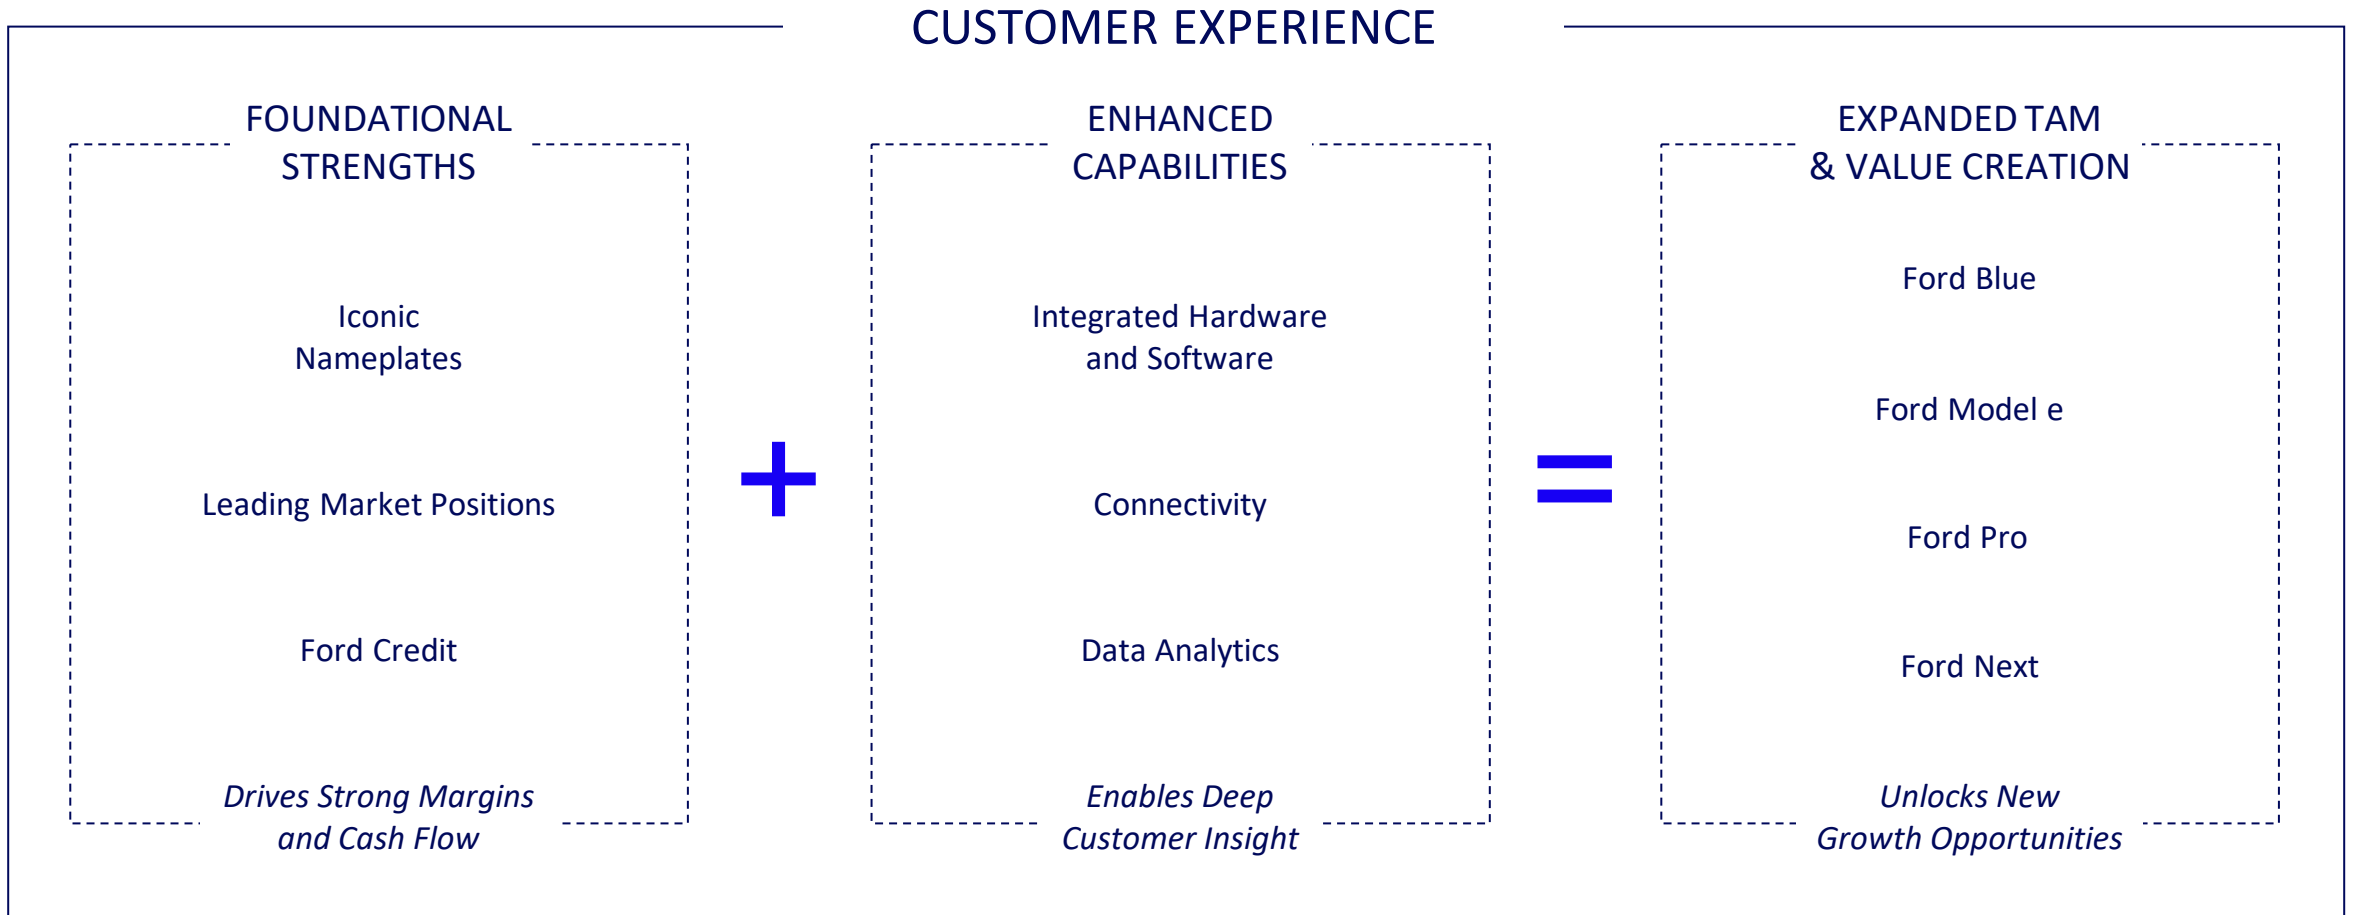 CUSTOMER EXPERIENCE
FOUNDATIONAL
STRENGTHS
Iconic
Nameplates
Leading Market Positions
Ford Credit
Drives Strong Margins
and Cash Flow
+
ENHANCED
CAPABILITIES
Integrated Hardware
and Software
Connectivity
Data Analytics
Enables Deep
Customer Insight
=
EXPANDED TAM
& VALUE CREATION
Ford Blue
Ford Model e
Ford Pro
Ford Next
Unlocks New
Growth Opportunities